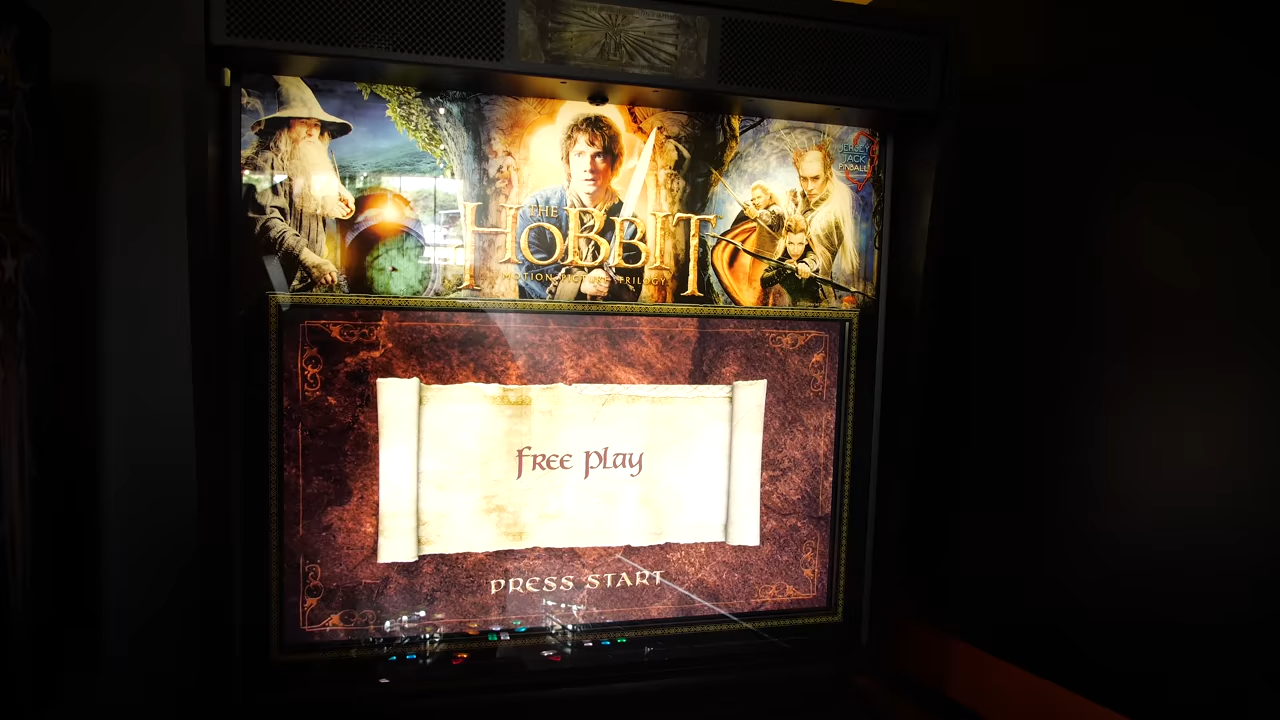 JERSEY
JACK
PINBALL
THE
HOBBIT
MOTION PICTURE TRILOGY
Free Play
PRESS START